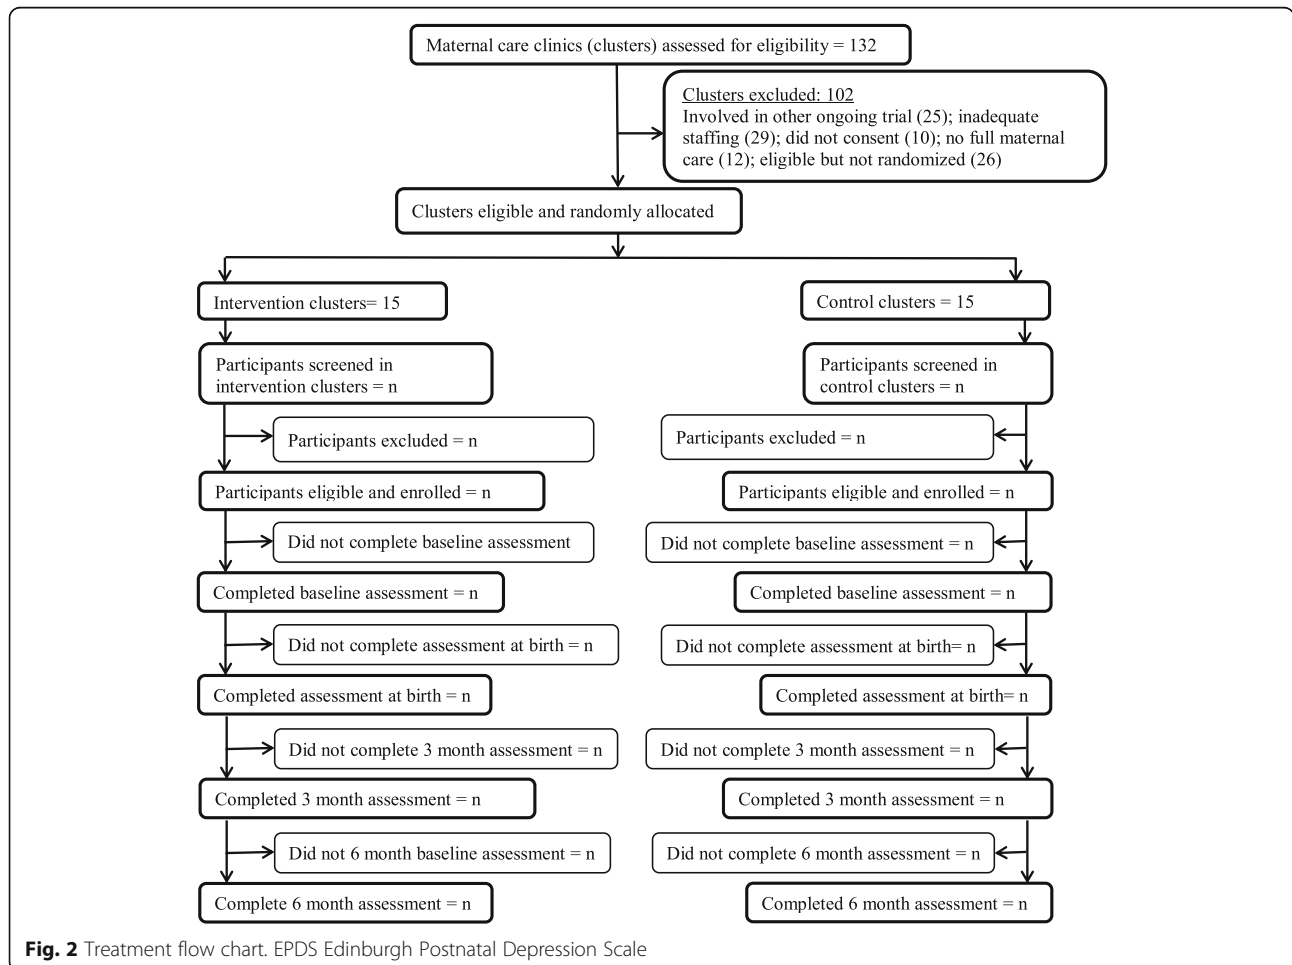 Maternal care clinics (clusters) assessed for eligibility = 132
Clusters excluded: 102
Involved in other ongoing trial (25); inadequate
staffing (29); did not consent (10); no full maternal
care (12); eligible but not randomized (26)
Clusters eligible and randomly allocated
Intervention clusters= 15
Control clusters = 15
Participants screened in
intervention clusters = n
Participants screened in
control clusters = n
Participants excluded = n
Participants excluded = n
Participants eligible and enrolled = n
Participants eligible and enrolled = n
Did not complete baseline assessment
Did not complete baseline assessment = n
Completed baseline assessment = n
Completed baseline assessment = n
Did not complete assessment at birth = n
Did not complete assessment at birth= n
Completed assessment at birth = n
Completed assessment at birth= n
Did not complete 3 month assessment = n
Did not complete 3 month assessment = n
Completed 3 month assessment = n
Completed 3 month assessment = n
Did not 6 month baseline assessment = n
Did not complete 6 month assessment = n
Complete 6 month assessment = n
Completed 6 month assessment = n
Fig. 2 Treatment flow chart. EPDS Edinburgh Postnatal Depression Scale